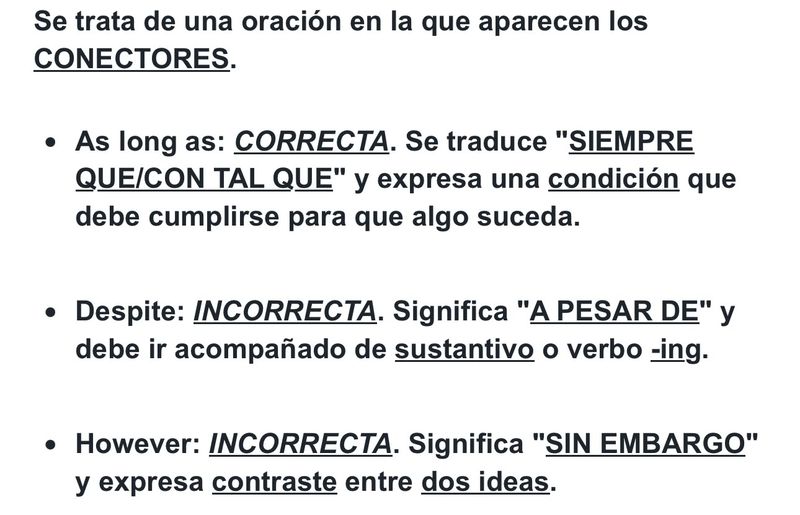 Se trata de una oración en la que aparecen los
CONECTORES.
• As long as: CORRECTA. Se traduce "SIEMPRE
QUE/CON TAL QUE" y expresa una condición que
debe cumplirse para que algo suceda.
• Despite: INCORRECTA. Significa "A PESAR DE" y
debe ir acompañado de sustantivo o verbo -ing.
• However: INCORRECTA. Significa "SIN EMBARGO"
y expresa contraste entre dos ideas.